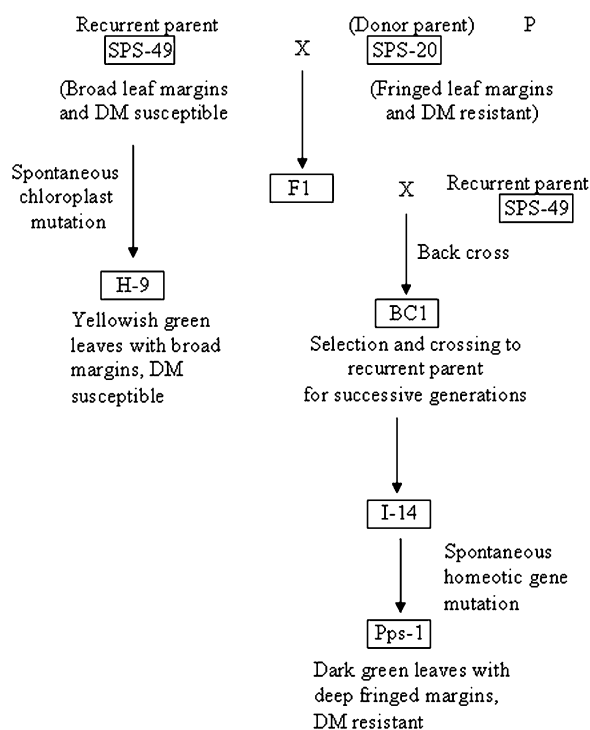 Recurrent parent
SPS-49
(Broad leaf margins
and DM susceptible
X
(Donor parent)
SPS-20
(Fringed leaf margins
and DM resistant)
P
Spontaneous
chloroplast
mutation
F1
X
Recurrent parent
SPS-49
Back cross
H-9
Yellowish green
leaves with broad
margins, DM
susceptible
BC1
Selection and crossing to
recurrent parent
for successive generations
I-14
Spontaneous
homeotic gene
mutation
Pps-1
Dark green leaves with
deep fringed margins,
DM resistant